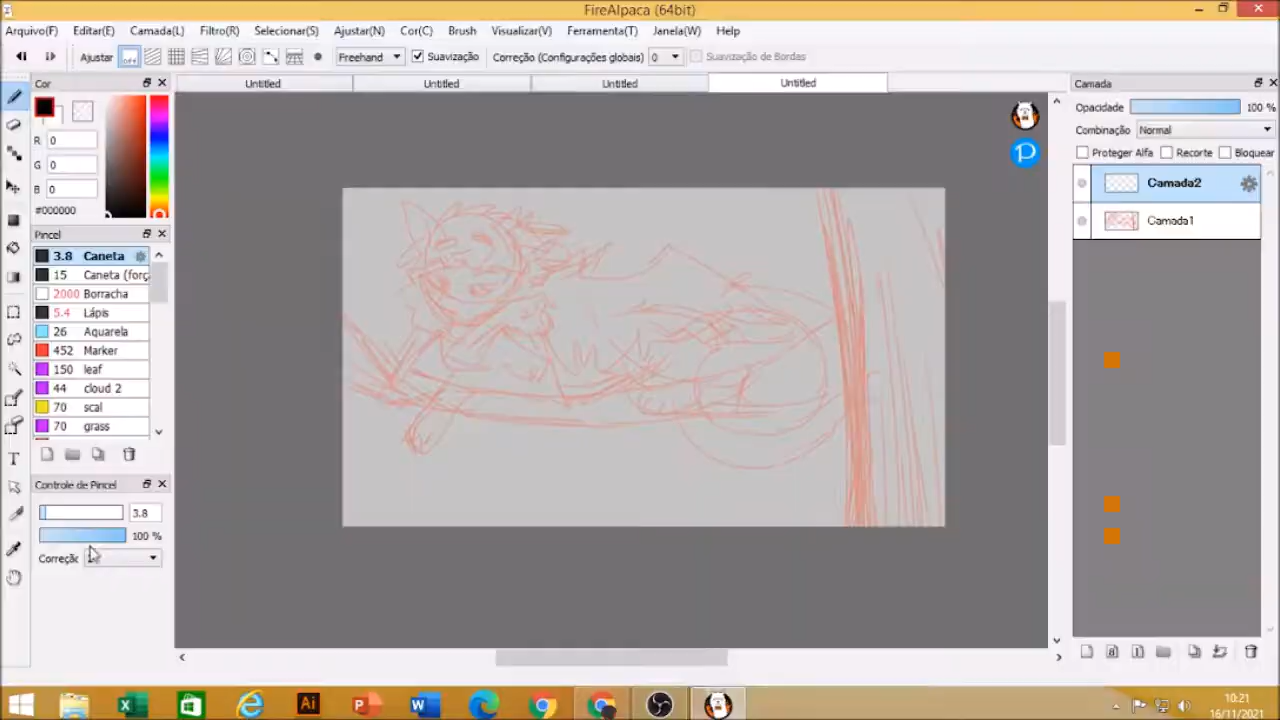 FireAlpaca (64bit)
Arquivo(F) Editar(E) Camada(L) Filtro(R) Selecionar(S) Ajustar(N) Cor(C) Brush Visualizar(V) Ferramenta(T) Janela(W) Help
Ajustar off Freehand Suavização Correção (Configurações globais) 0 Suavização de Bordas
Cor Untitled Untitled Untitled Untitled Camada
Opacidade 100 %
R 0
Combinação Normal
G 0
Proteger Alfa Recorte Bloquear
B 0
Camada2
#000000
Camada1
Pincel
3.8 Caneta
15 Caneta (forç
2000 Borracha
5.4 Lápis
26 Aquarela
452 Marker
150 leaf
44 cloud 2
70 scal
70 grass
T
Controle de Pincel
3.8
100 %
Correção
10:21
16/11/2021